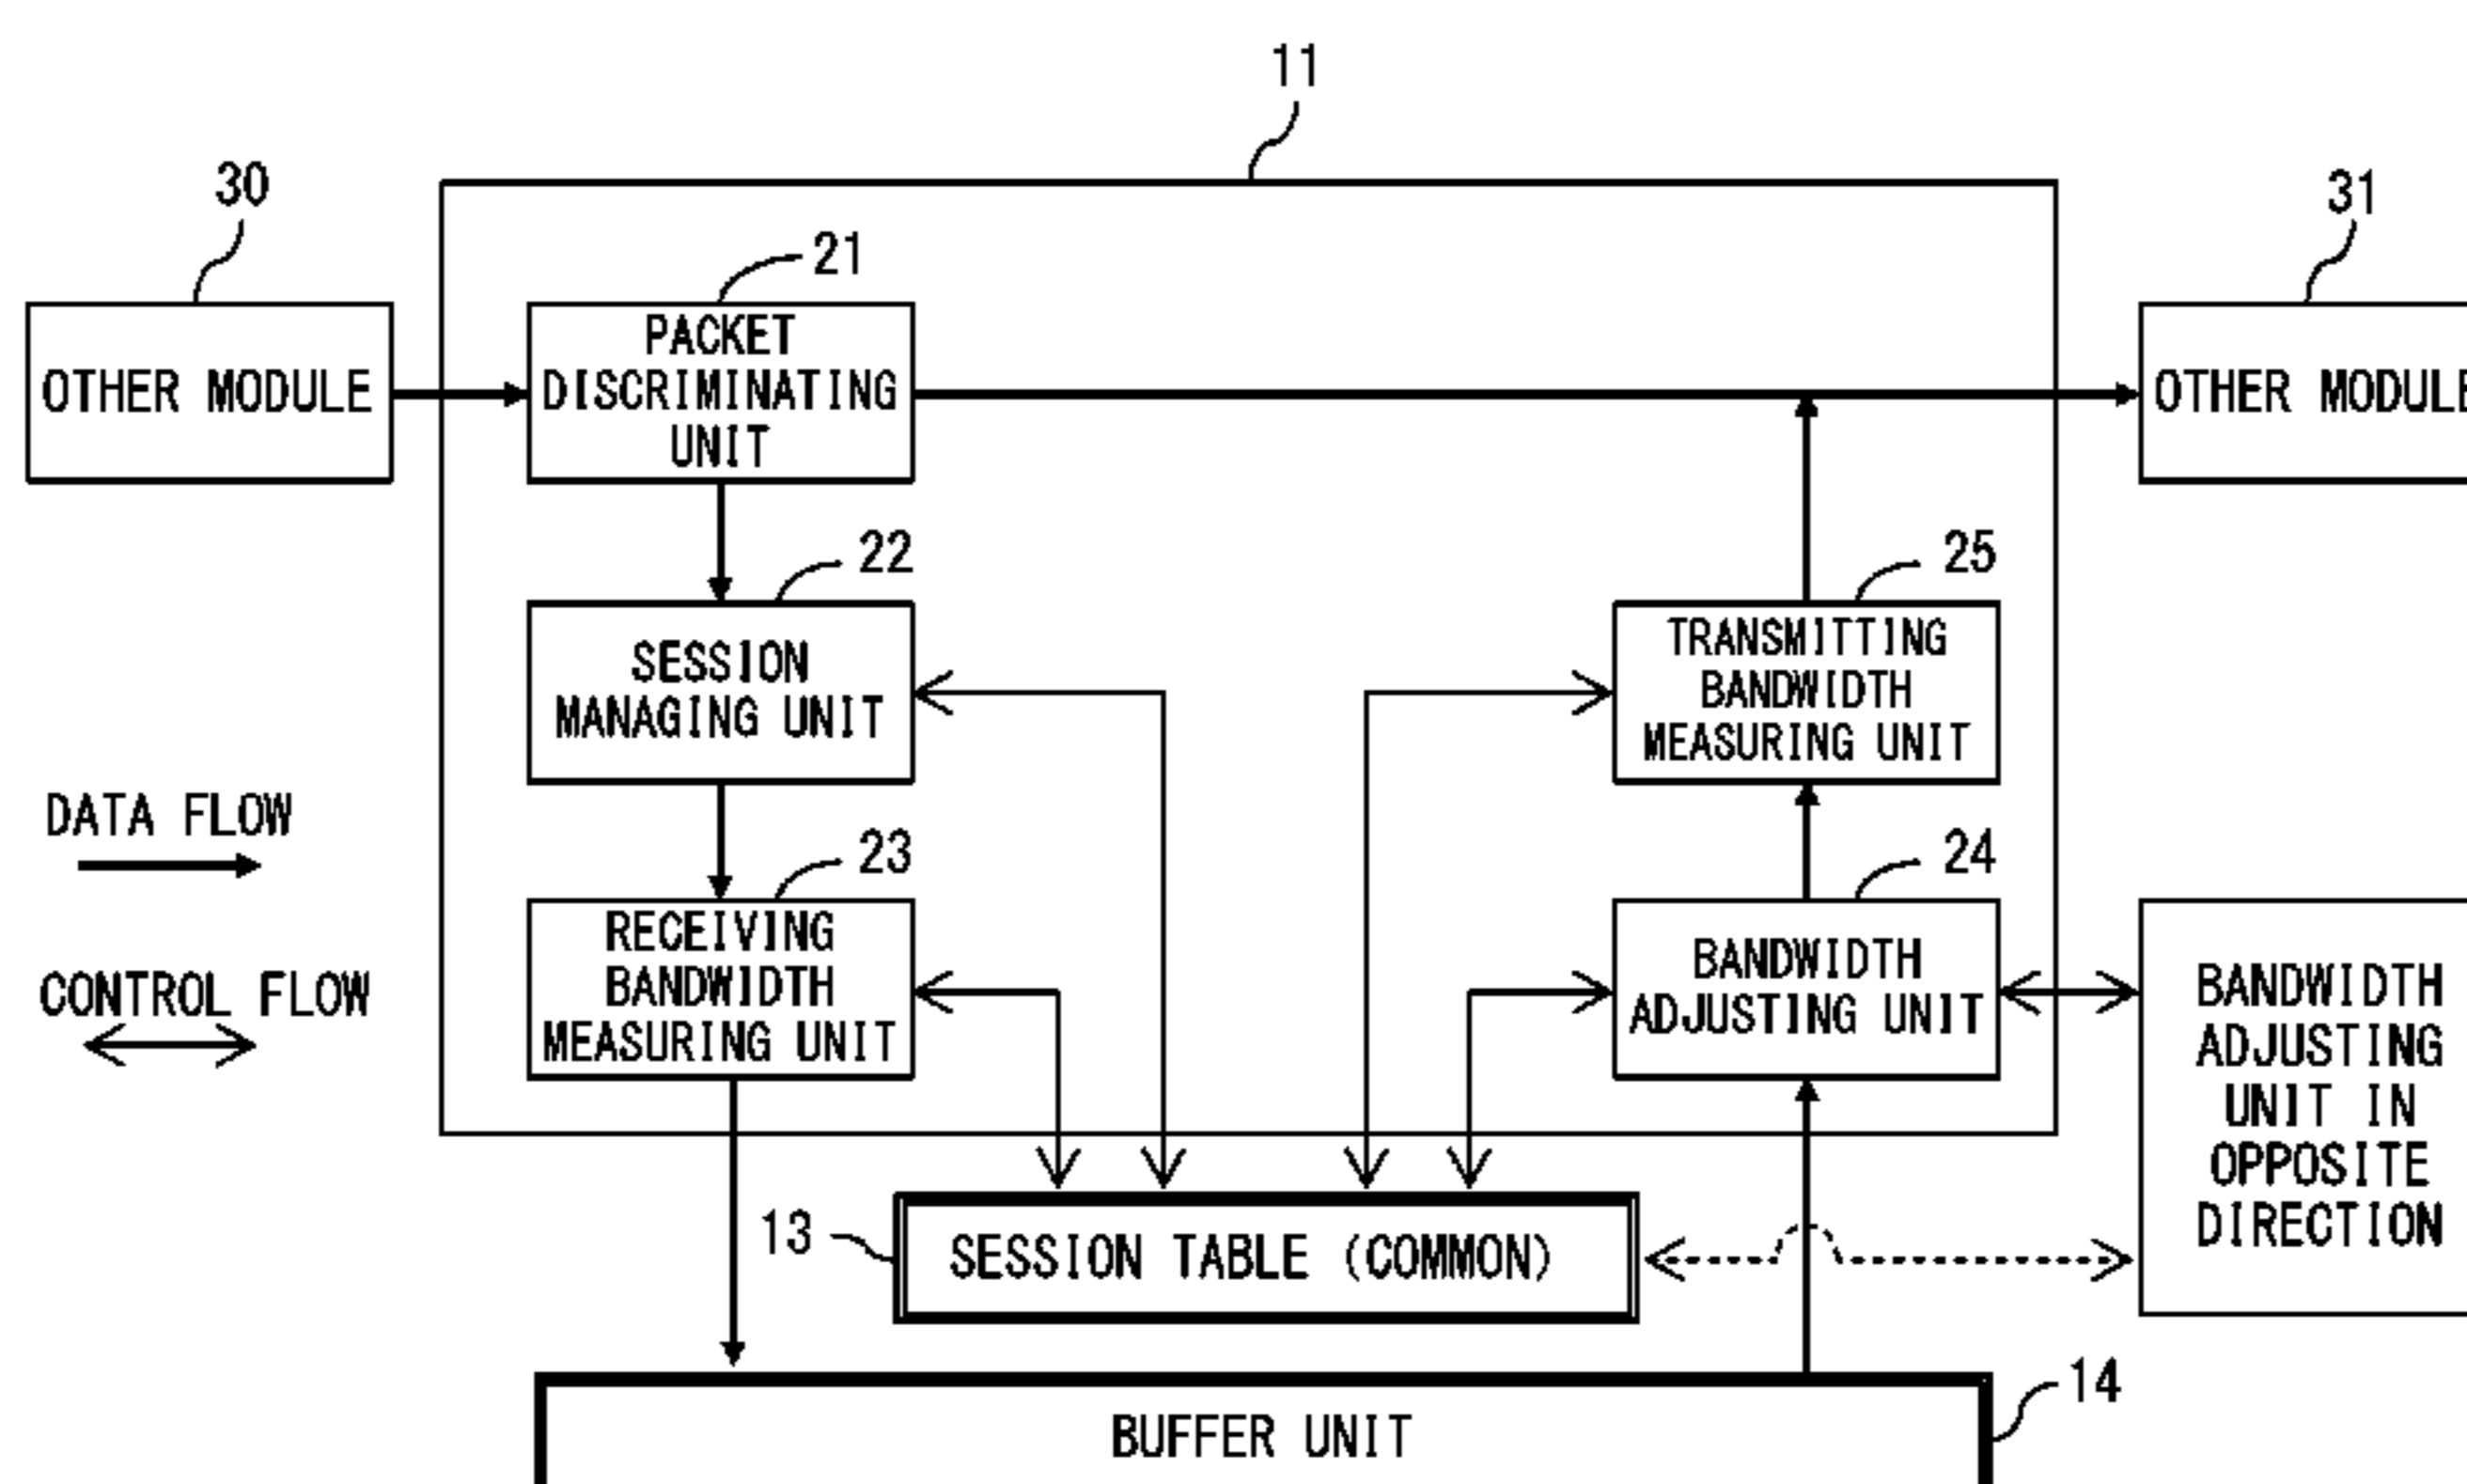 11
30
31
21
OTHER MODULE
PACKET
DISCRIMINATING
UNIT
OTHER MODULE
22
25
SESSION
MANAGING UNIT
TRANSMITTING
BANDWIDTH
MEASURING UNIT
DATA FLOW
23
24
CONTROL FLOW
RECEIVING
BANDWIDTH
MEASURING UNIT
BANDWIDTH
ADJUSTING UNIT
BANDWIDTH
ADJUSTING
UNIT IN
OPPOSITE
DIRECTION
13
SESSION TABLE (COMMON)
14
BUFFER UNIT